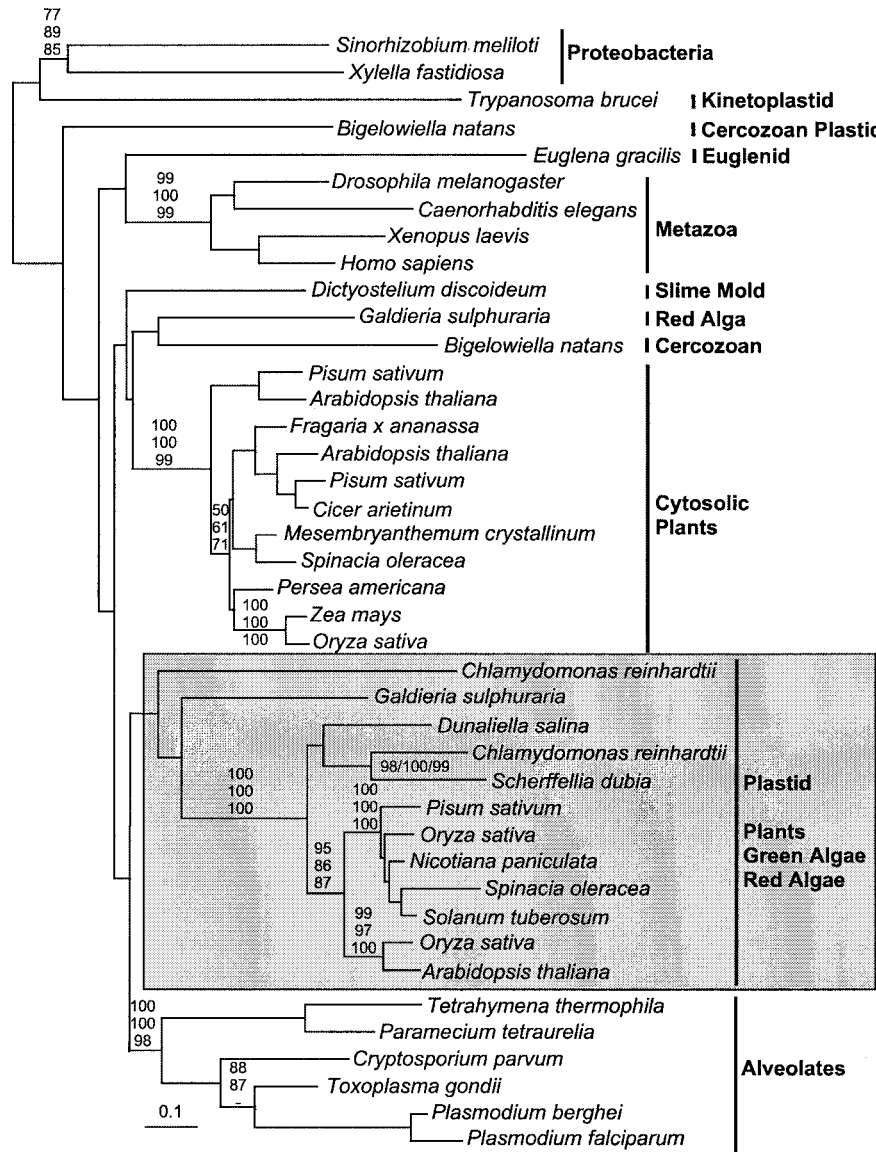 77
89
85
Sinorhizobium meliloti
Xylella fastidiosa
Proteobacteria
Trypanosoma brucei
Kinetoplastid
Bigelowiella natans
Cercozoan Plastid
Euglena gracilis
Euglenid
99
100
99
Drosophila melanogaster
Caenorhabditis elegans
Xenopus laevis
Homo sapiens
Metazoa
Dictyostelium discoideum
Slime Mold
Galdieria sulphuraria
Red Alga
Bigelowiella natans
Cercozoan
Pisum sativum
Arabidopsis thaliana
100
100
99
Fragaria x ananassa
Arabidopsis thaliana
Pisum sativum
Cicer arietinum
50
61
71
Mesembryanthemum crystallinum
Spinacia oleracea
Cytosolic
Plants
Persea americana
100
100
100
Zea mays
Oryza sativa
Chlamydomonas reinhardtii
Galdieria sulphuraria
Dunaliella salina
Chlamydomonas reinhardtii
98/100/99
Scherffellia dubia
100
100
100
Plastid
100
100
100
Pisum sativum
Oryza sativa
Nicotiana paniculata
Plants
Green Algae
Red Algae
95
86
87
Spinacia oleracea
Solanum tuberosum
99
97
100
Oryza sativa
Arabidopsis thaliana
100
100
98
Tetrahymena thermophila
Paramecium tetraurelia
Cryptosporium parvum
88
87
-
Toxoplasma gondii
Plasmodium berghei
Plasmodium falciparum
Alveolates
0.1